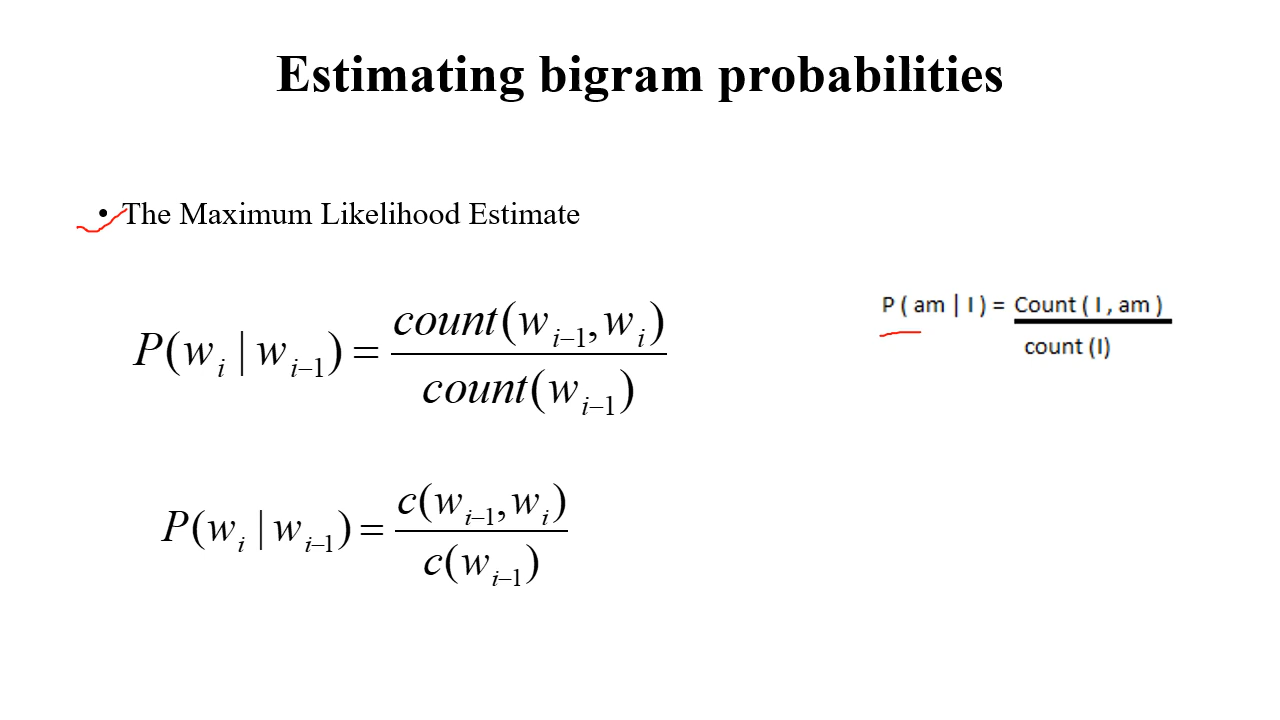 Estimating bigram probabilities
• The Maximum Likelihood Estimate
P(w_i | w_{i–1}) = count(w_{i–1}, w_i) / count(w_{i–1})
P ( am | I ) = Count ( I , am )
count (I)
P(w_i | w_{i–1}) = c(w_{i–1}, w_i) / c(w_{i–1})